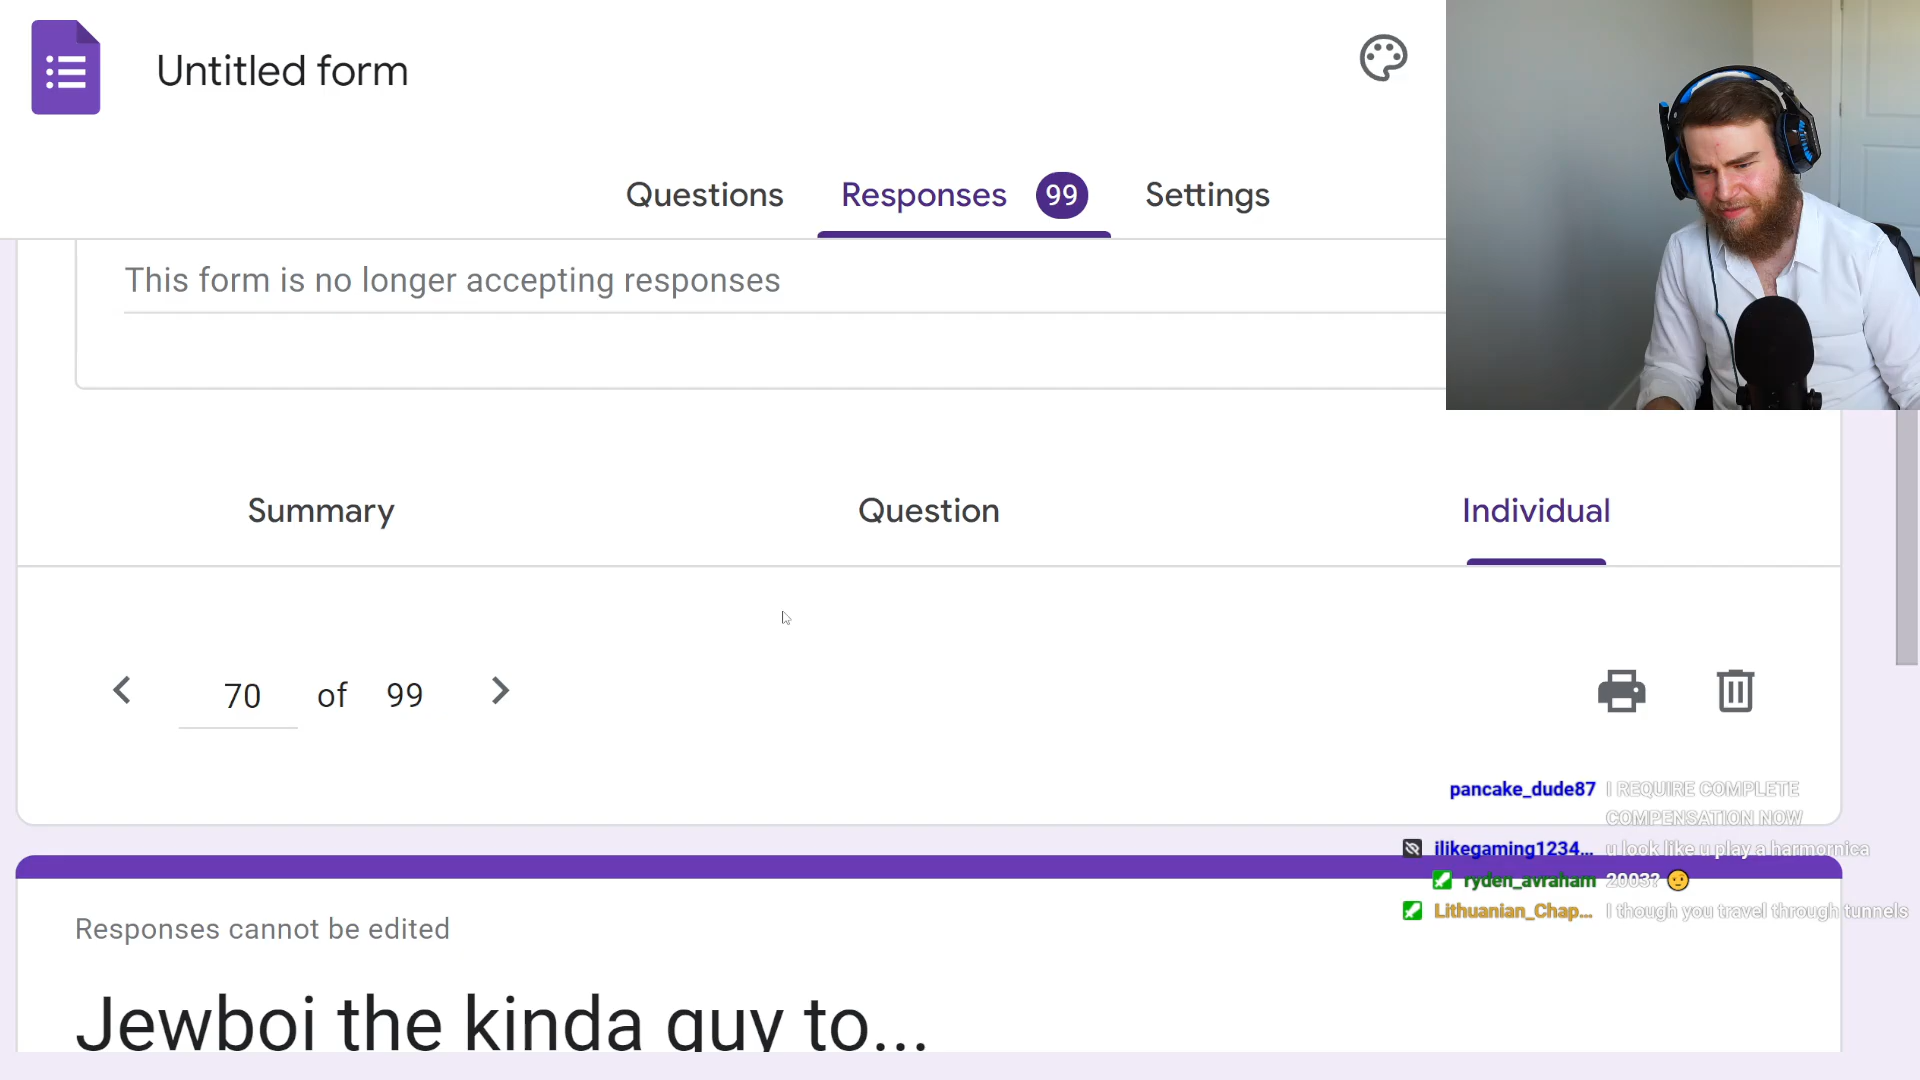 Untitled form
Questions Responses 99 Settings
This form is no longer accepting responses
Summary Question Individual
70 of 99
pancake_dude87 I REQUIRE COMPLETE
COMPENSATION NOW
ilikegaming1234... u look like u play a harmornica
ryden_avraham 2003? 🙂
Lithuanian_Chap... I though you travel through tunnels
Responses cannot be edited
Jewboi the kinda guy to...